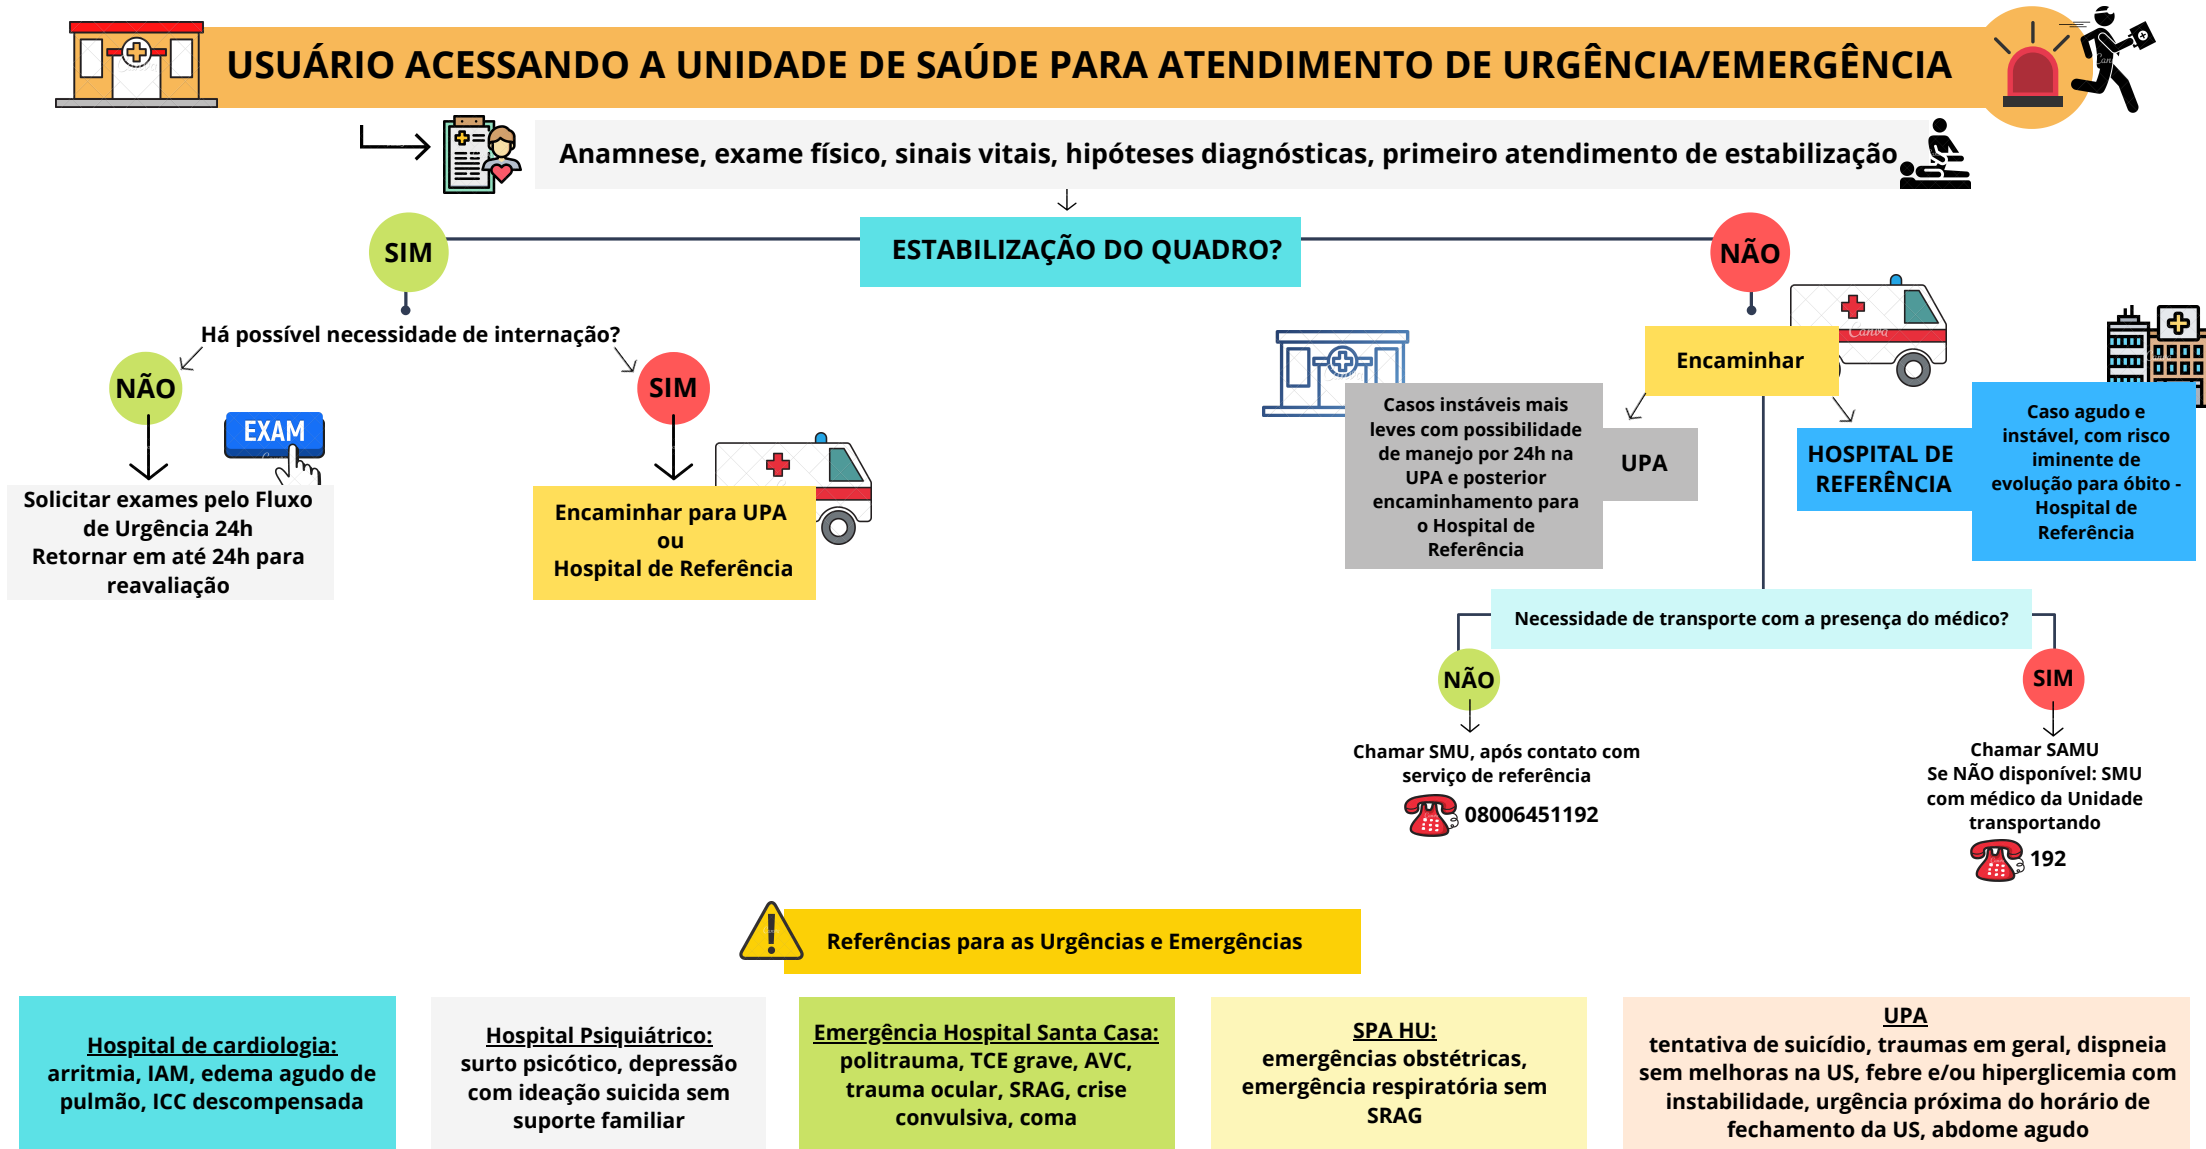 USUÁRIO ACESSANDO A UNIDADE DE SAÚDE PARA ATENDIMENTO DE URGÊNCIA/EMERGÊNCIA
Anamnese, exame físico, sinais vitais, hipóteses diagnósticas, primeiro atendimento de estabilização
ESTABILIZAÇÃO DO QUADRO?
SIM
NÃO
Há possível necessidade de internação?
NÃO
SIM
EXAM
Solicitar exames pelo Fluxo
de Urgência 24h
Retornar em até 24h para
reavaliação
Encaminhar para UPA
ou
Hospital de Referência
Canva
Encaminhar
Casos instáveis mais
leves com possibilidade
de manejo por 24h na
UPA e posterior
encaminhamento para
o Hospital de
Referência
UPA
HOSPITAL DE
REFERÊNCIA
Caso agudo e
instável, com risco
iminente de
evolução para óbito -
Hospital de
Referência
Necessidade de transporte com a presença do médico?
NÃO
SIM
Chamar SMU, após contato com
serviço de referência
08006451192
Chamar SAMU
Se NÃO disponível: SMU
com médico da Unidade
transportando
192
Referências para as Urgências e Emergências
Hospital de cardiologia:
arritmia, IAM, edema agudo de
pulmão, ICC descompensada
Hospital Psiquiátrico:
surto psicótico, depressão
com ideação suicida sem
suporte familiar
Emergência Hospital Santa Casa:
politrauma, TCE grave, AVC,
trauma ocular, SRAG, crise
convulsiva, coma
SPA HU:
emergências obstétricas,
emergência respiratória sem
SRAG
UPA
tentativa de suicídio, traumas em geral, dispneia
sem melhoras na US, febre e/ou hiperglicemia com
instabilidade, urgência próxima do horário de
fechamento da US, abdome agudo